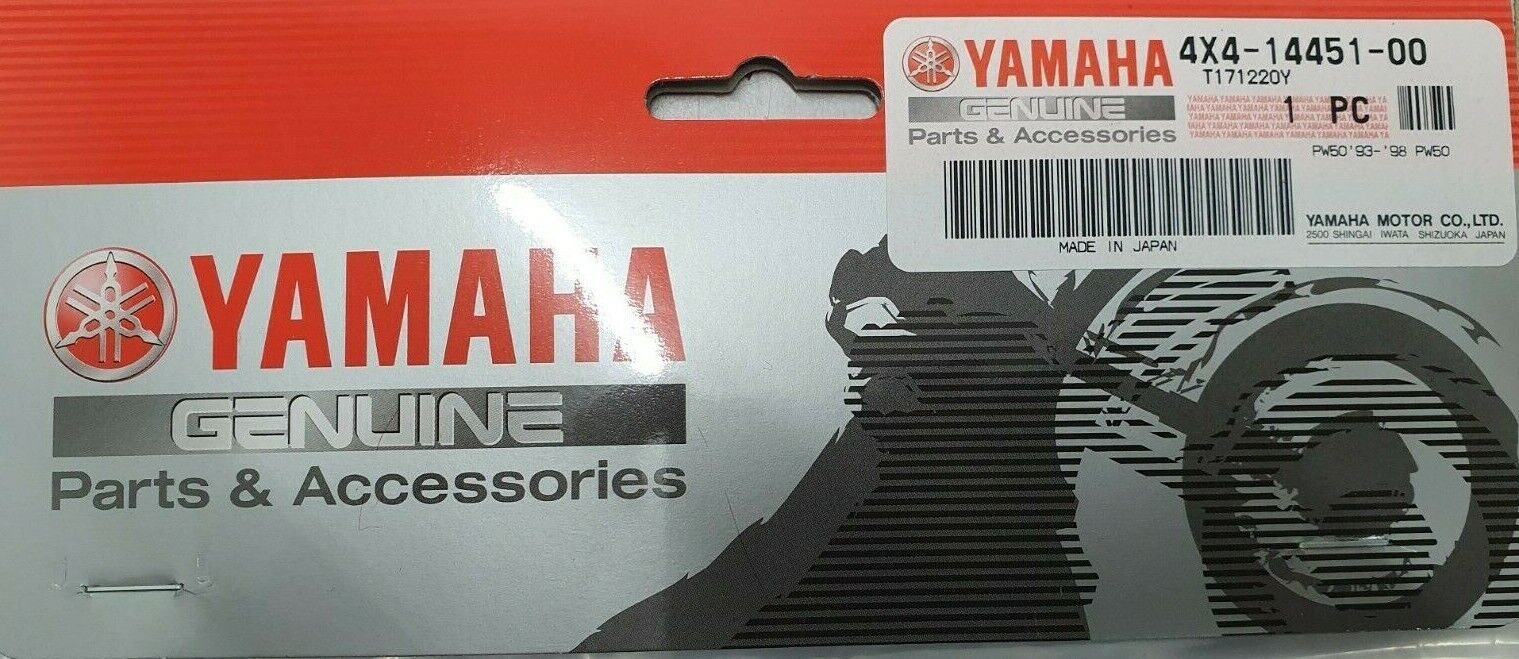 YAMAHA
GENUINE
Parts & Accessories
YAMAHA 4X4-14451-00
T171220Y
GENUINE
1 PC
Parts & Accessories
PW50'93-'98 PW50
YAMAHA MOTOR CO.,LTD.
2500 SHINGAI IWATA SHIZUOKA JAPAN
MADE IN JAPAN